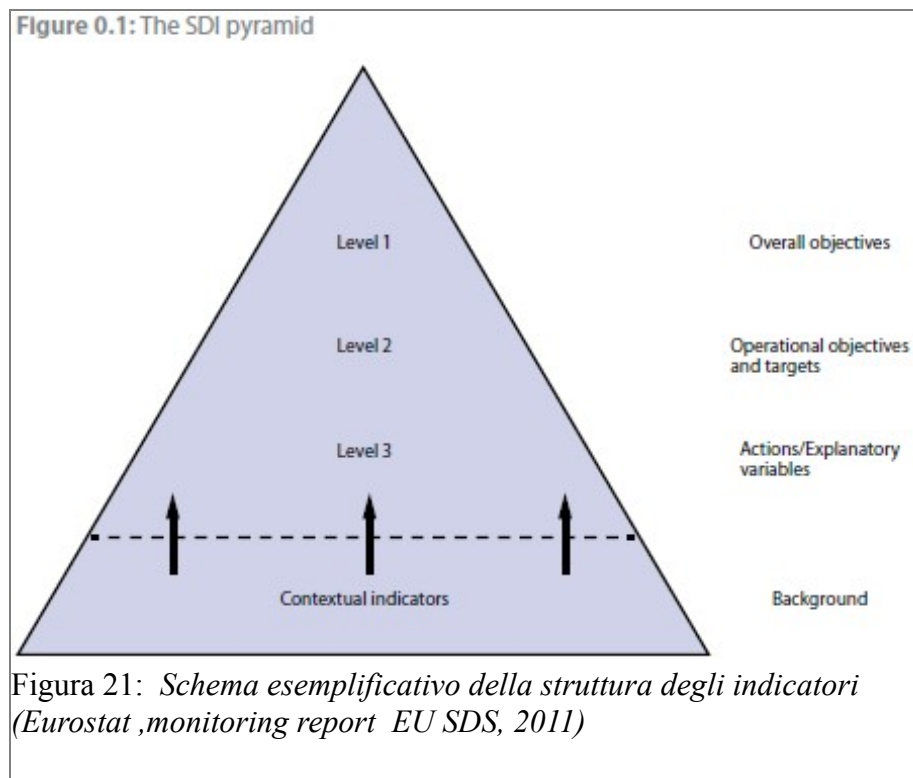 Figure 0.1: The SDI pyramid
Level 1
Overall objectives
Level 2
Operational objectives
and targets
Level 3
Actions/Explanatory
variables
Contextual indicators
Background
Figura 21: Schema esemplificativo della struttura degli indicatori
(Eurostat ,monitoring report EU SDS, 2011)